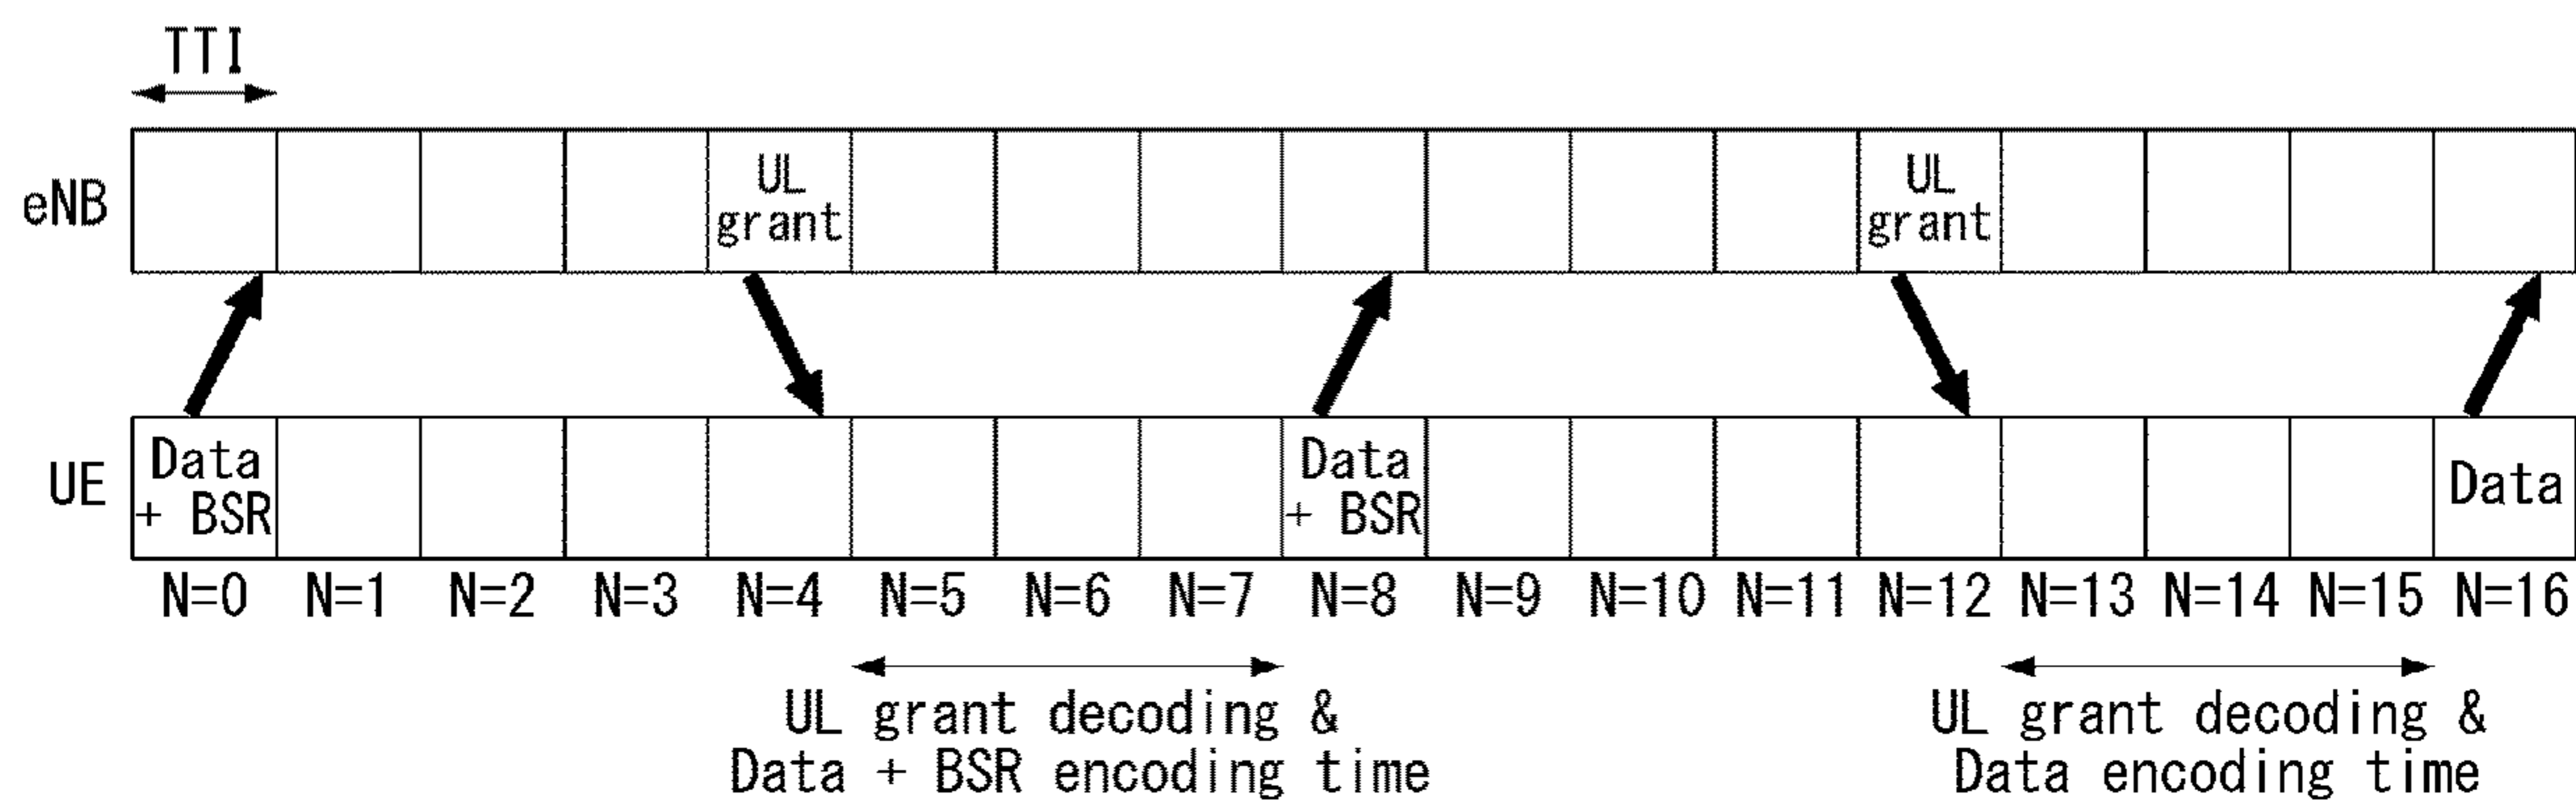 TTI
eNB
UL
grant
UL
grant
UE
Data
+ BSR
Data
+ BSR
Data
N=0 N=1 N=2 N=3 N=4 N=5 N=6 N=7 N=8 N=9 N=10 N=11 N=12 N=13 N=14 N=15 N=16
UL grant decoding &
Data + BSR encoding time
UL grant decoding &
Data encoding time